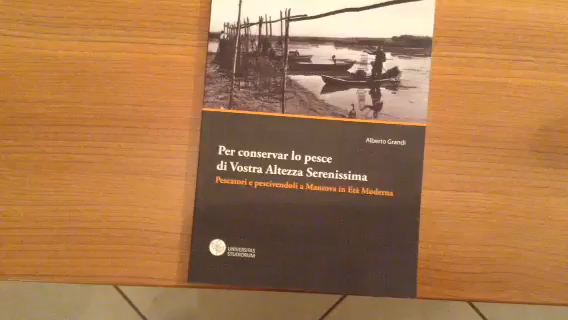 Alberto Grandi
Per conservar lo pesce
di Vostra Altezza Serenissima
Pescatori e pescivendoli a Mantova in Età Moderna
UNIVERSITAS
STUDIORUM